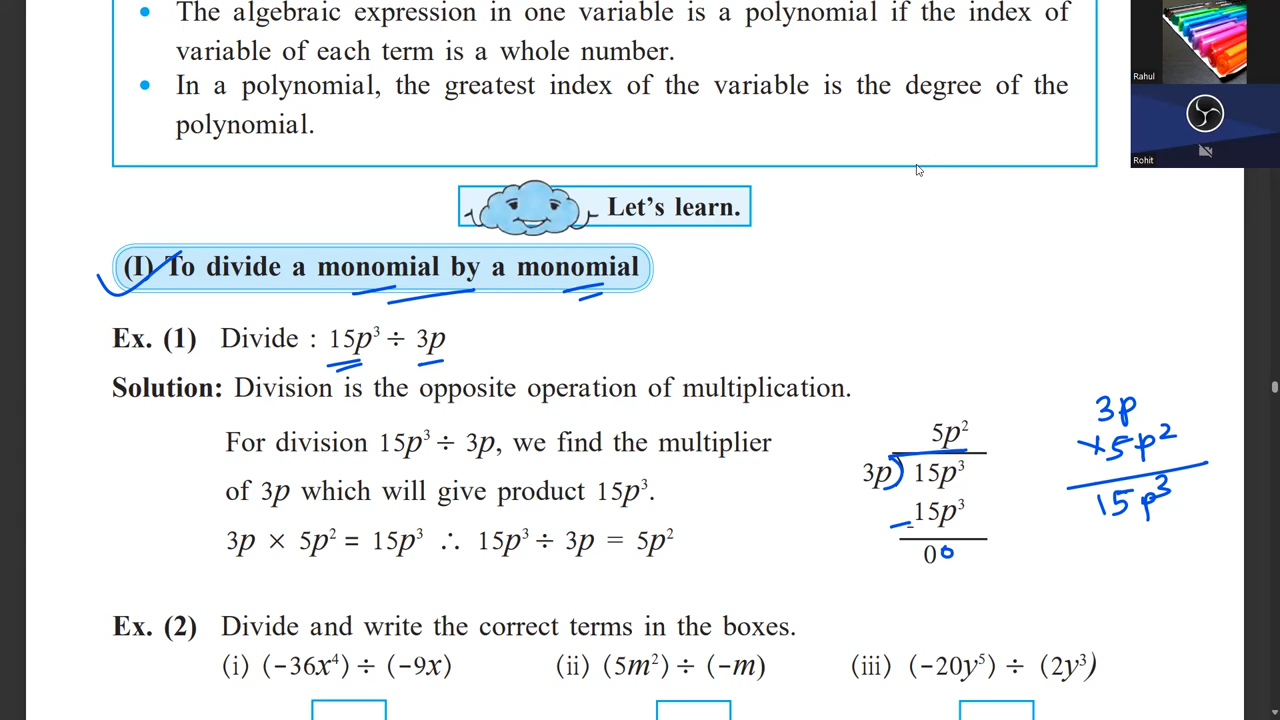 • The algebraic expression in one variable is a polynomial if the index of
variable of each term is a whole number.
• In a polynomial, the greatest index of the variable is the degree of the
polynomial.
Rahul
Rohit
Let's learn.
(I) To divide a monomial by a monomial
Ex. (1) Divide : 15p³ ÷ 3p
Solution: Division is the opposite operation of multiplication.
For division 15p³ ÷ 3p, we find the multiplier
of 3p which will give product 15p³.
3p × 5p² = 15p³ ∴ 15p³ ÷ 3p = 5p²
5p²
3p) 15p³
-15p³
00
3p
×5p²
15p³
Ex. (2) Divide and write the correct terms in the boxes.
(i) (−36x⁴) ÷ (−9x) (ii) (5m²) ÷ (−m) (iii) (−20y⁵) ÷ (2y³)